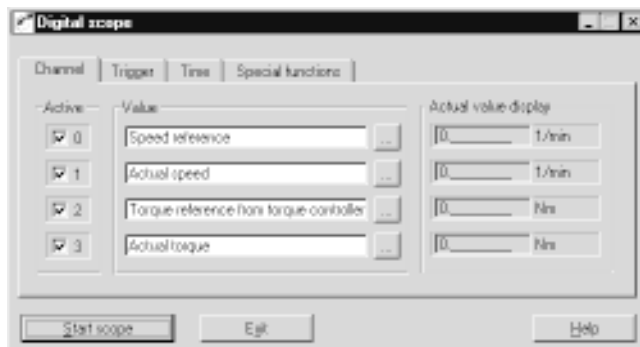 Digital scope
Channel Trigger Time Special functions
Active Value Actual value display
0 Speed reference ... 0 1/min
1 Actual speed ... 0 1/min
2 Torque reference from torque controller ... 0 Nm
3 Actual torque ... 0 Nm
Start scope Exit Help